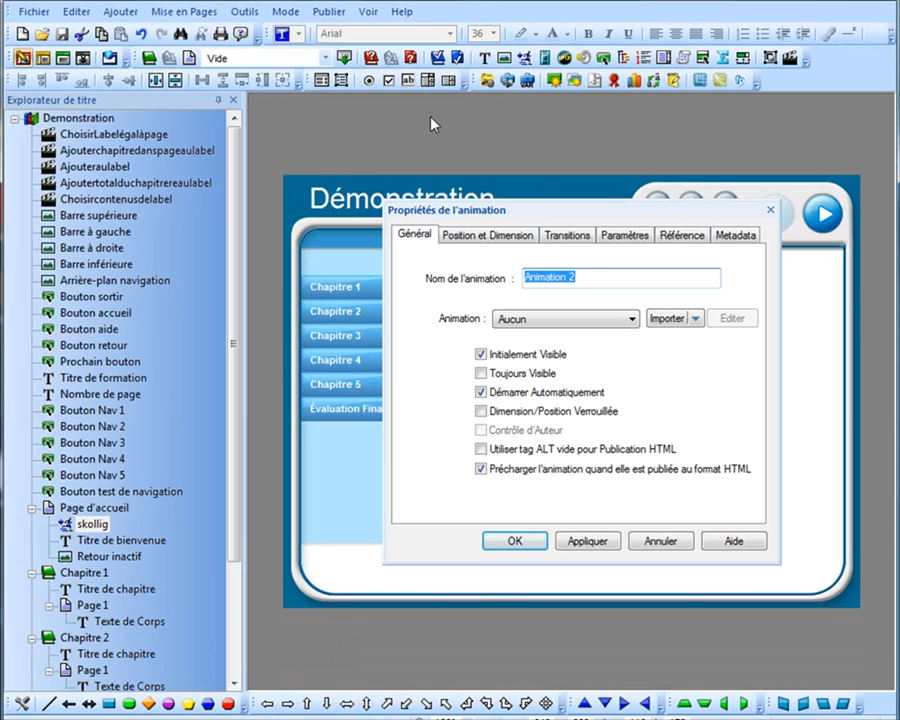 Fichier Editer Ajouter Mise en Pages Outils Mode Publier Voir Help
Arial 36
Vide
Explorateur de titre
Demonstration
ChoisirLabelégalàpage
Ajouterchapitredanspageaulabel
Ajouteraulabel
Ajoutertotalduchapitrereaulabel
Choisircontenusdelabel
Barre supérieure
Barre à gauche
Barre à droite
Barre inférieure
Arrière-plan navigation
Bouton sortir
Bouton accueil
Bouton aide
Bouton retour
Prochain bouton
Titre de formation
Nombre de page
Bouton Nav 1
Bouton Nav 2
Bouton Nav 3
Bouton Nav 4
Bouton Nav 5
Bouton test de navigation
Page d'accueil
skollig
Titre de bienvenue
Retour inactif
Chapitre 1
Titre de chapitre
Page 1
Texte de Corps
Chapitre 2
Titre de chapitre
Page 1
Texte de Corps
Démonstration
Chapitre 1
Chapitre 2
Chapitre 3
Chapitre 4
Chapitre 5
Évaluation Fina
Propriétés de l'animation
Général Position et Dimension Transitions Paramètres Référence Metadata
Nom de l'animation : Animation 2
Animation : Aucun Importer Editer
Initialement Visible
Toujours Visible
Démarrer Automatiquement
Dimension/Position Verrouillée
Contrôle d'Auteur
Utiliser tag ALT vide pour Publication HTML
Précharger l'animation quand elle est publiée au format HTML
OK Appliquer Annuler Aide